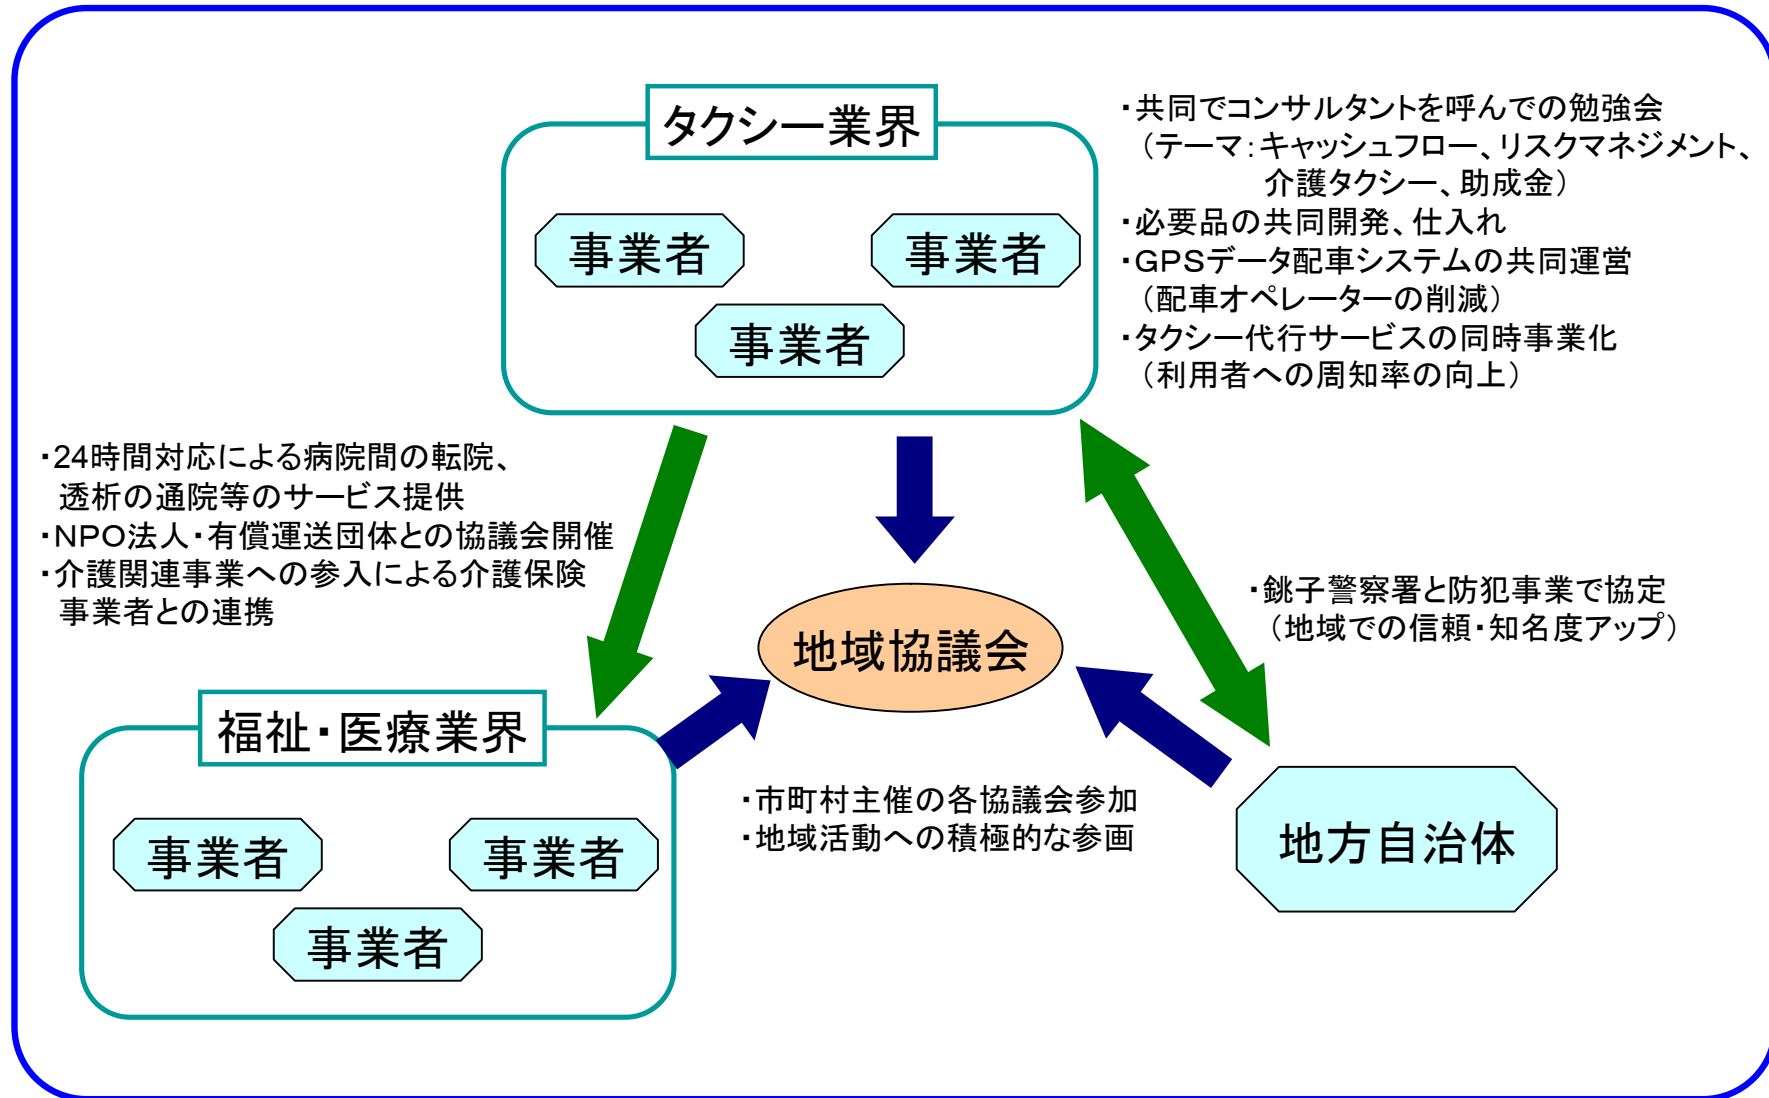 タクシー業界
事業者
事業者
事業者
・共同でコンサルタントを呼んでの勉強会
（テーマ：キャッシュフロー、リスクマネジメント、
介護タクシー、助成金）
・必要品の共同開発、仕入れ
・GPSデータ配車システムの共同運営
（配車オペレーターの削減）
・タクシー代行サービスの同時事業化
（利用者への周知率の向上）
・24時間対応による病院間の転院、
透析の通院等のサービス提供
・NPO法人・有償運送団体との協議会開催
・介護関連事業への参入による介護保険
事業者との連携
・銚子警察署と防犯事業で協定
（地域での信頼・知名度アップ）
地域協議会
福祉・医療業界
事業者
事業者
事業者
・市町村主催の各協議会参加
・地域活動への積極的な参画
地方自治体